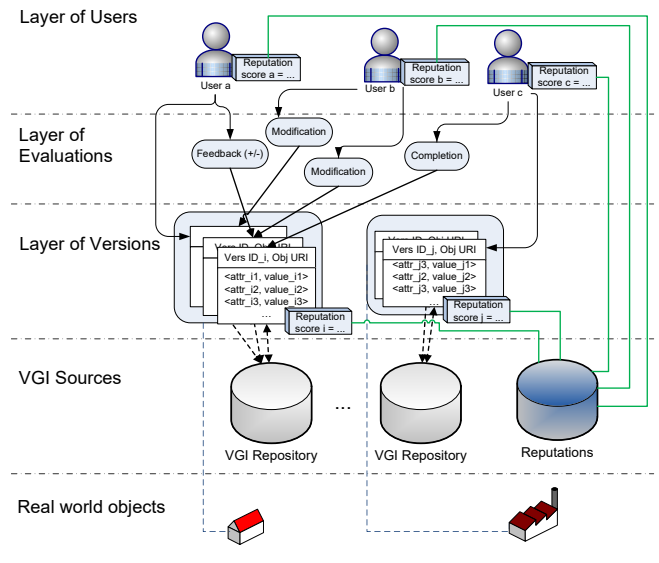 Layer of Users
Reputation
score a = ...
User a
Reputation
score b = ...
User b
Reputation
score c = ...
User c
Layer of
Evaluations
Feedback (+/-)
Modification
Modification
Completion
Layer of Versions
Vers ID_i, Obj URI
<attr_i1, value_i1>
<attr_i2, value_i2>
<attr_i3, value_i3>
...
Reputation
score i = ...
Vers ID_j, Obj URI
<attr_j3, value_j1>
<attr_j2, value_j2>
<attr_j3, value_j3>
...
Reputation
score j = ...
VGI Sources
...
VGI Repository
VGI Repository
Reputations
Real world objects